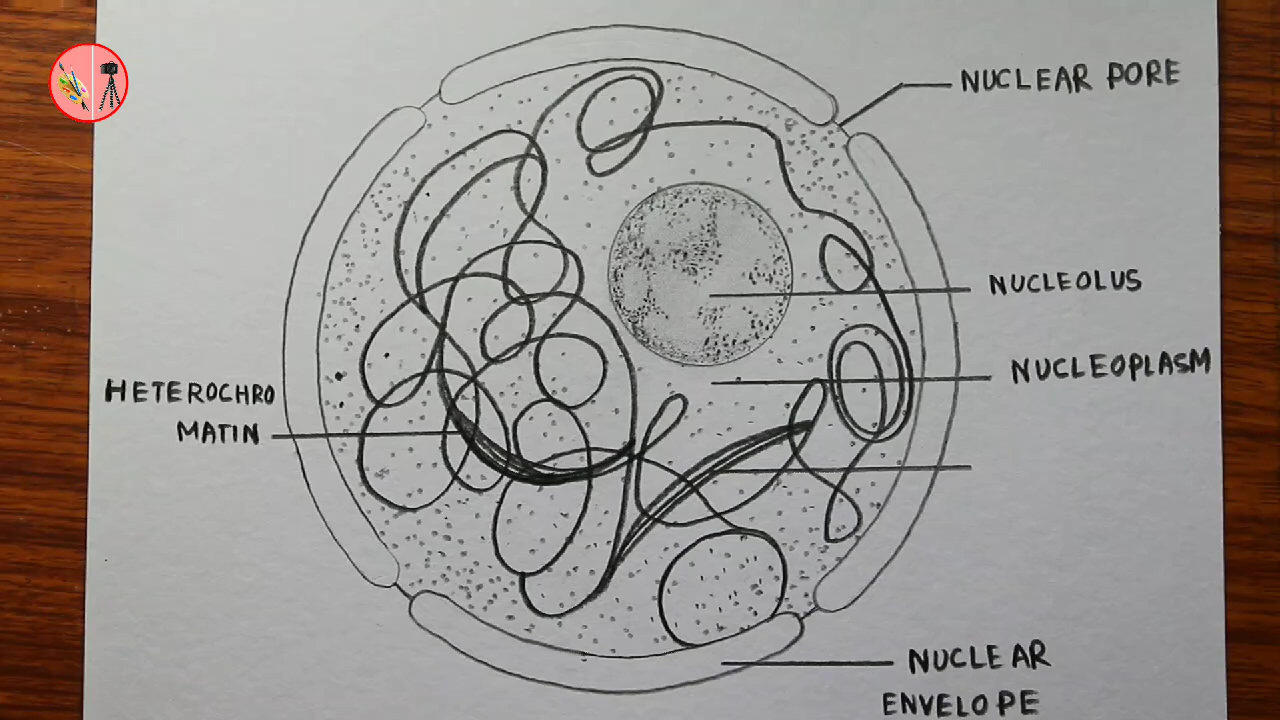 NUCLEAR PORE
NUCLEOLUS
NUCLEOPLASM
HETEROCHRO
MATIN
NUCLEAR
ENVELOPE